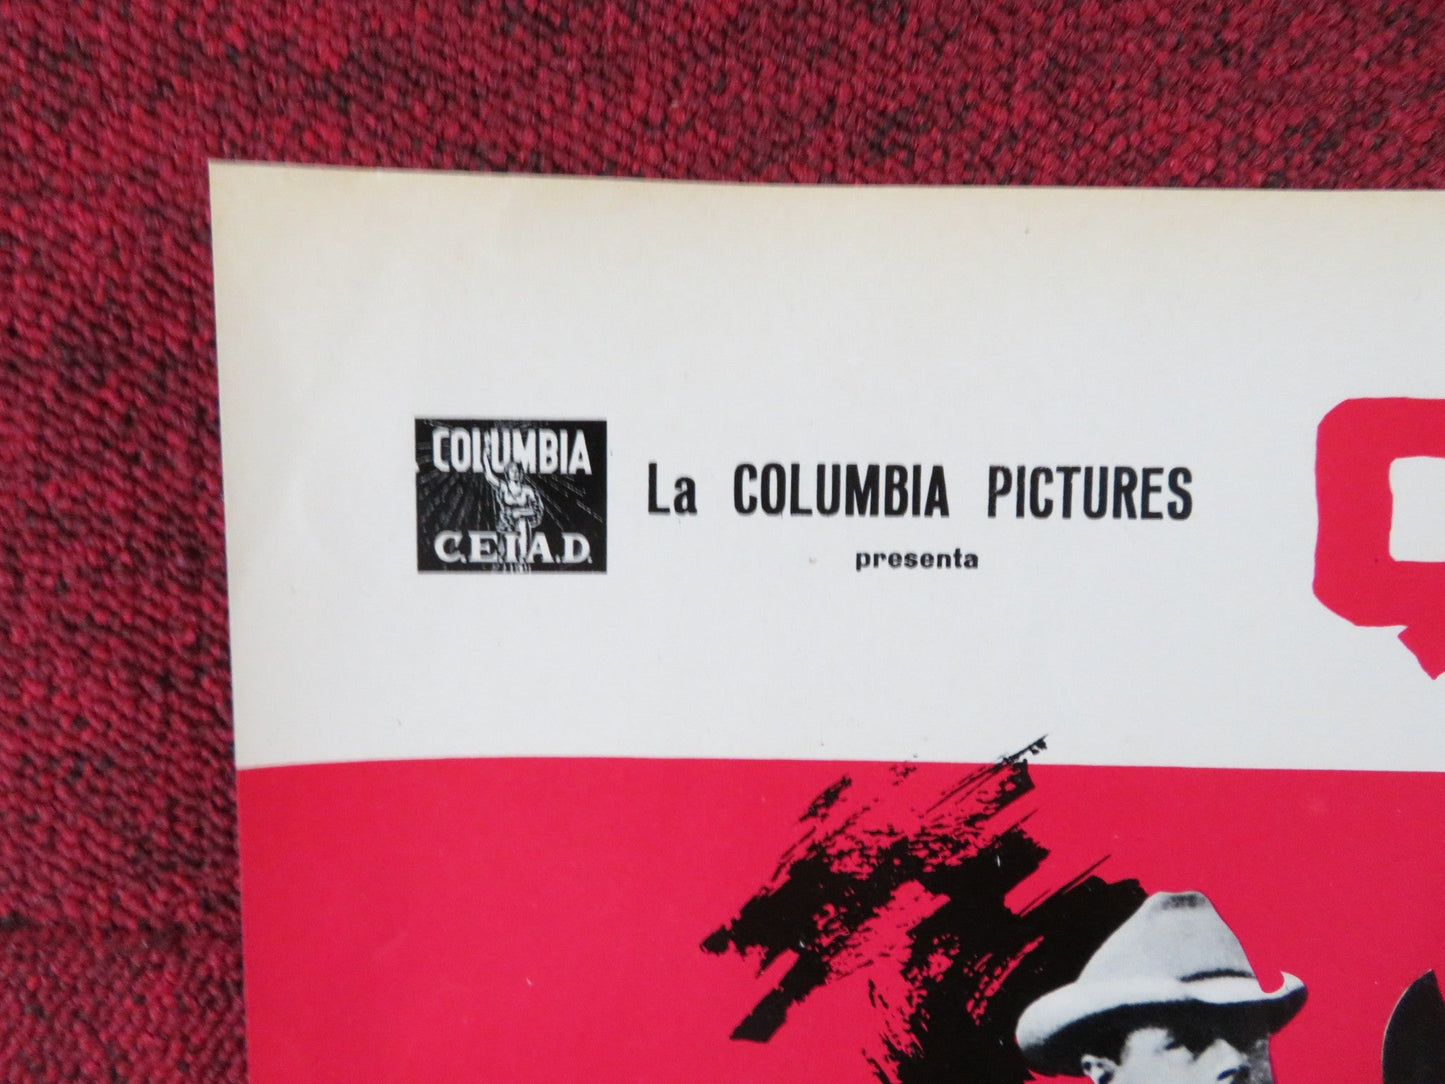 COLUMBIA
C.E.I.A.D.
La COLUMBIA PICTURES
presenta